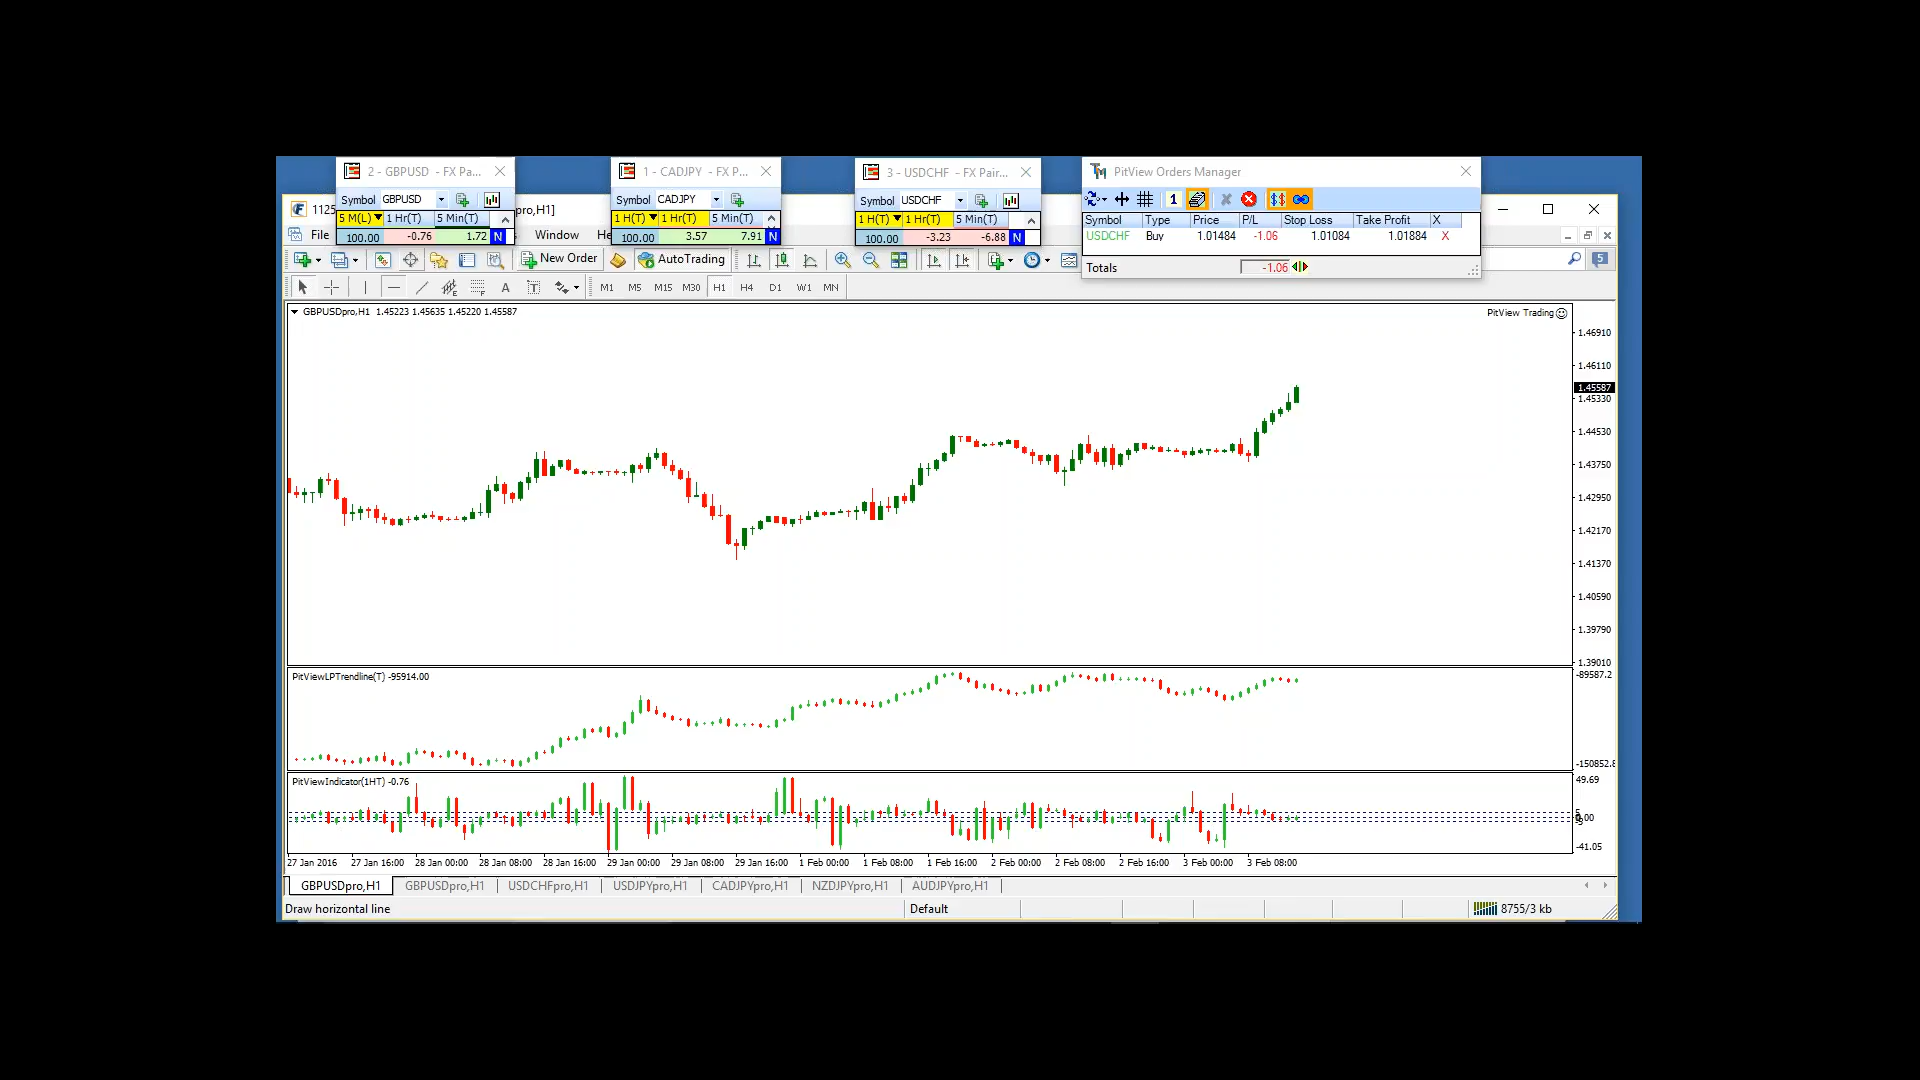 2 - GBPUSD - FX Pa...
Symbol GBPUSD
5 M(L) 1 Hr(T) 5 Min(T)
100.00 -0.76 1.72 N
1 - CADJPY - FX P...
Symbol CADJPY
1 H(T) 1 Hr(T) 5 Min(T)
100.00 3.57 7.91 N
3 - USDCHF - FX Pair...
Symbol USDCHF
1 H(T) 1 Hr(T) 5 Min(T)
100.00 -3.23 -6.88 N
PitView Orders Manager
1 $$
Symbol Type Price P/L Stop Loss Take Profit X
USDCHF Buy 1.01484 -1.06 1.01084 1.01884 X
Totals -1.06
1125 pro,H1]
File Window He
New Order AutoTrading 5
A T M1 M5 M15 M30 H1 H4 D1 W1 MN
GBPUSDpro,H1 1.45223 1.45635 1.45220 1.45587
PitView Trading
1.46910
1.46110
1.45587
1.45330
1.44530
1.43750
1.42950
1.42170
1.41370
1.40590
1.39790
1.39010
PitViewLPTrendline(T) -95914.00
-89587.2
-150852.8
PitViewIndicator(1HT) -0.76
49.69
0.00
-41.05
27 Jan 2016 27 Jan 16:00 28 Jan 00:00 28 Jan 08:00 28 Jan 16:00 29 Jan 00:00 29 Jan 08:00 29 Jan 16:00 1 Feb 00:00 1 Feb 08:00 1 Feb 16:00 2 Feb 00:00 2 Feb 08:00 2 Feb 16:00 3 Feb 00:00 3 Feb 08:00
GBPUSDpro,H1 GBPUSDpro,H1 USDCHFpro,H1 USDJPYpro,H1 CADJPYpro,H1 NZDJPYpro,H1 AUDJPYpro,H1
Draw horizontal line Default 8755/3 kb